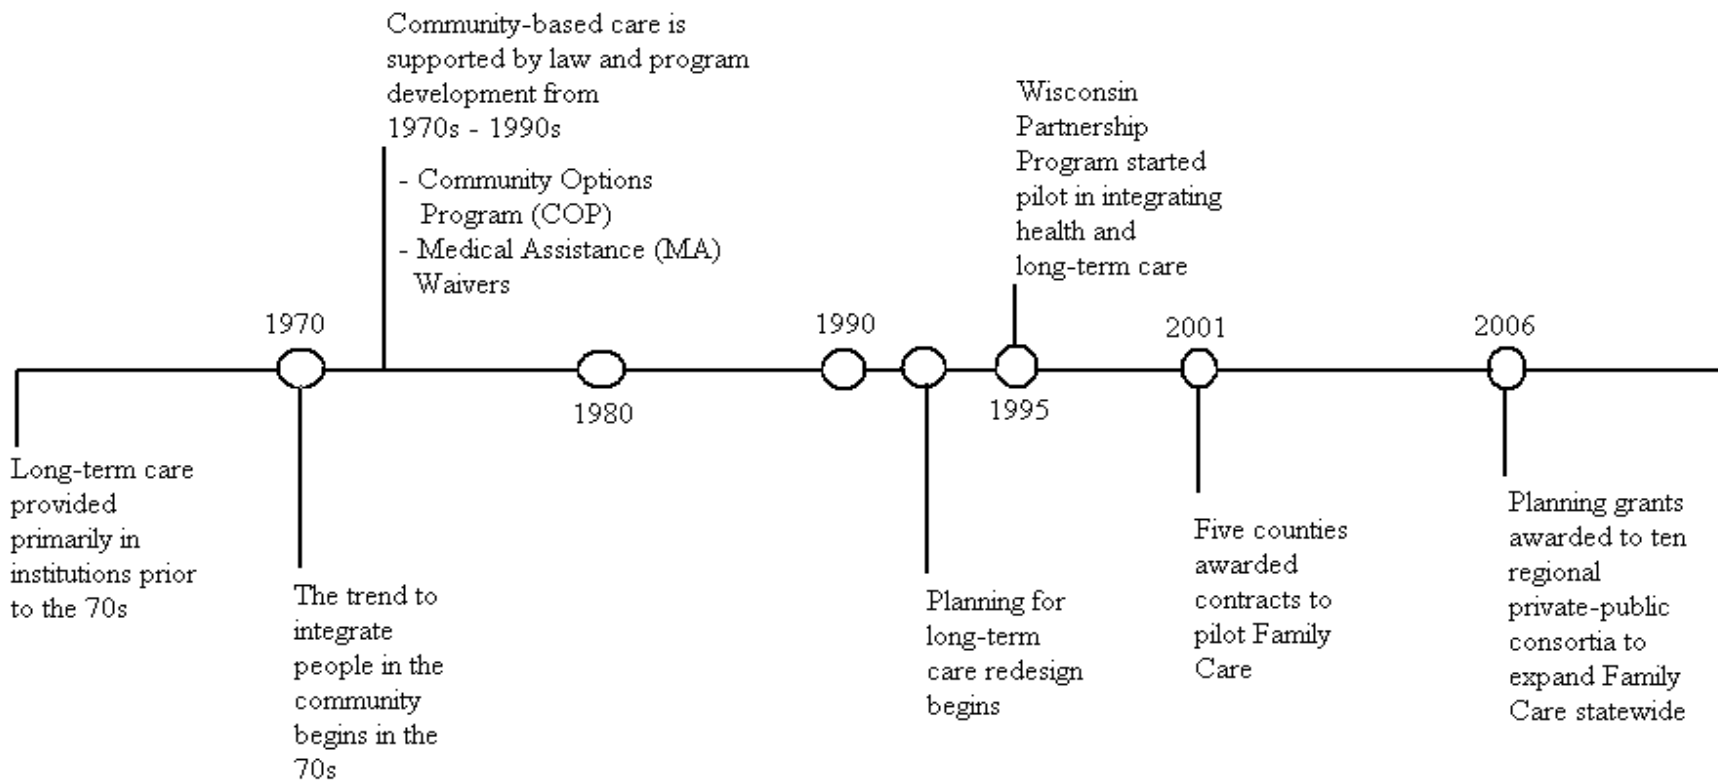 Community-based care is
supported by law and program
development from
1970s - 1990s
- Community Options
Program (COP)
- Medical Assistance (MA)
Waivers
Wisconsin
Partnership
Program started
pilot in integrating
health and
long-term care
1970
1990
2001
2006
1980
1995
Long-term care
provided
primarily in
institutions prior
to the 70s
The trend to
integrate
people in the
community
begins in the
70s
Planning for
long-term
care redesign
begins
Five counties
awarded
contracts to
pilot Family
Care
Planning grants
awarded to ten
regional
private-public
consortia to
expand Family
Care statewide